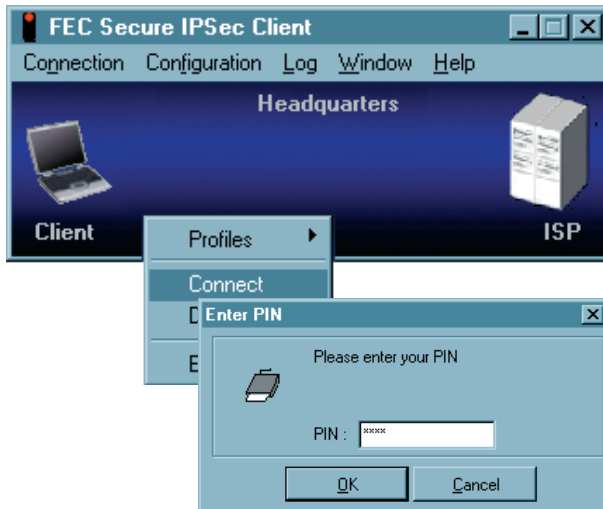 FEC Secure IPSec Client
Connection Configuration Log Window Help
Headquarters
Client
ISP
Profiles
Connect
Enter PIN
Please enter your PIN
PIN : ****
OK
Cancel